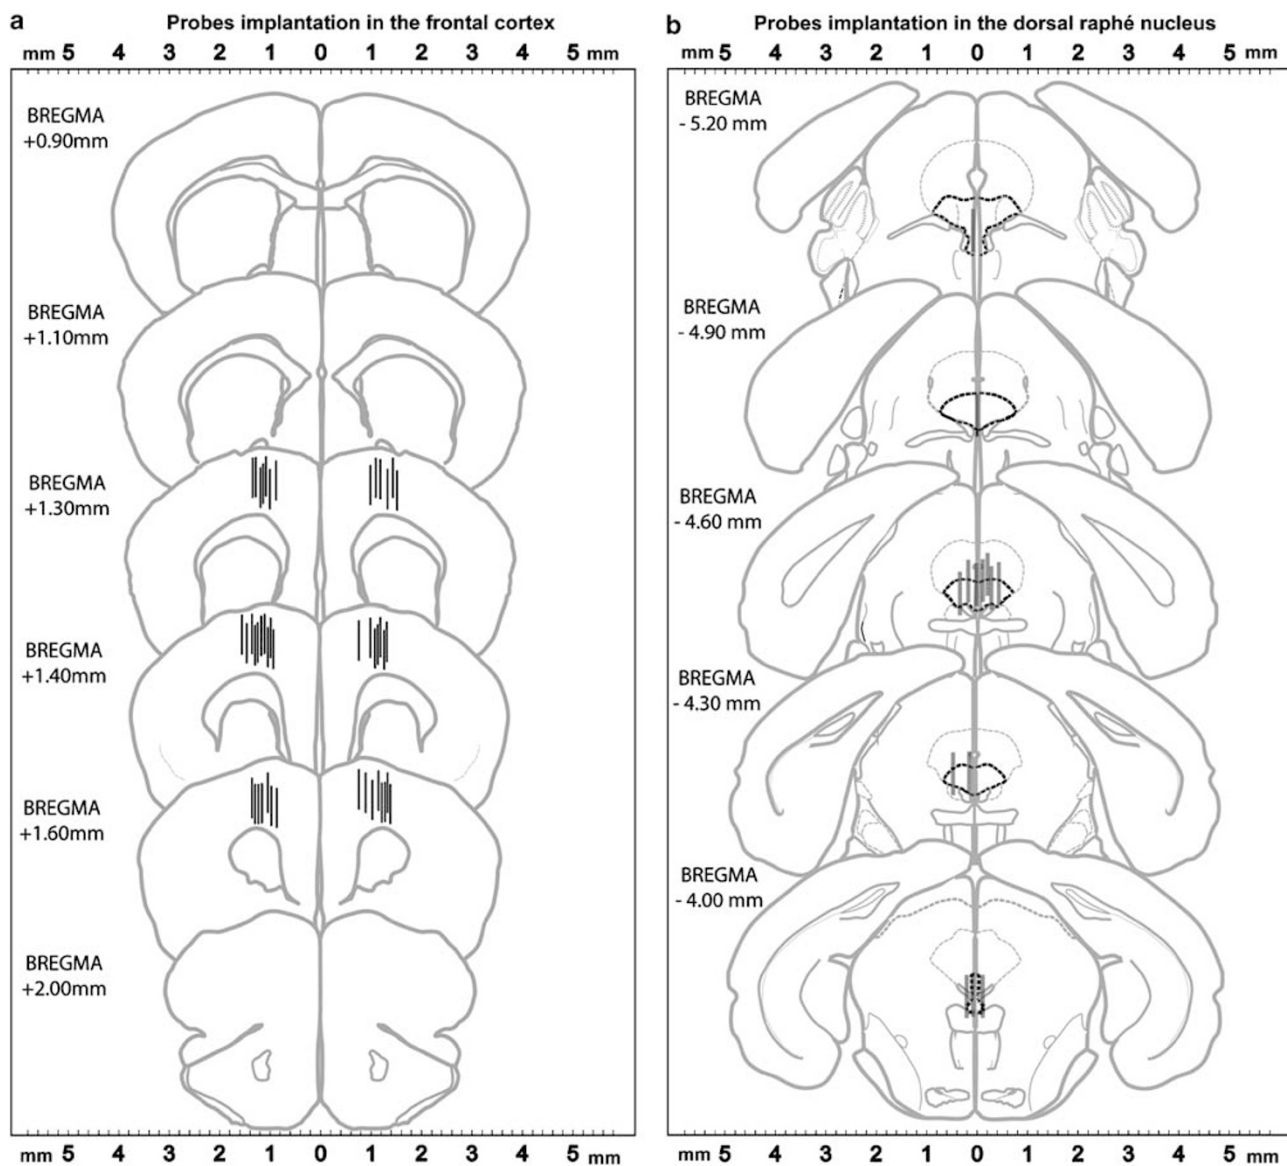 a Probes implantation in the frontal cortex
mm 5 4 3 2 1 0 1 2 3 4 5 mm
BREGMA
+0.90mm
BREGMA
+1.10mm
BREGMA
+1.30mm
BREGMA
+1.40mm
BREGMA
+1.60mm
BREGMA
+2.00mm
mm 5 4 3 2 1 0 1 2 3 4 5 mm
b Probes implantation in the dorsal raphé nucleus
mm 5 4 3 2 1 0 1 2 3 4 5 mm
BREGMA
- 5.20 mm
BREGMA
- 4.90 mm
BREGMA
- 4.60 mm
BREGMA
- 4.30 mm
BREGMA
- 4.00 mm
mm 5 4 3 2 1 0 1 2 3 4 5 mm